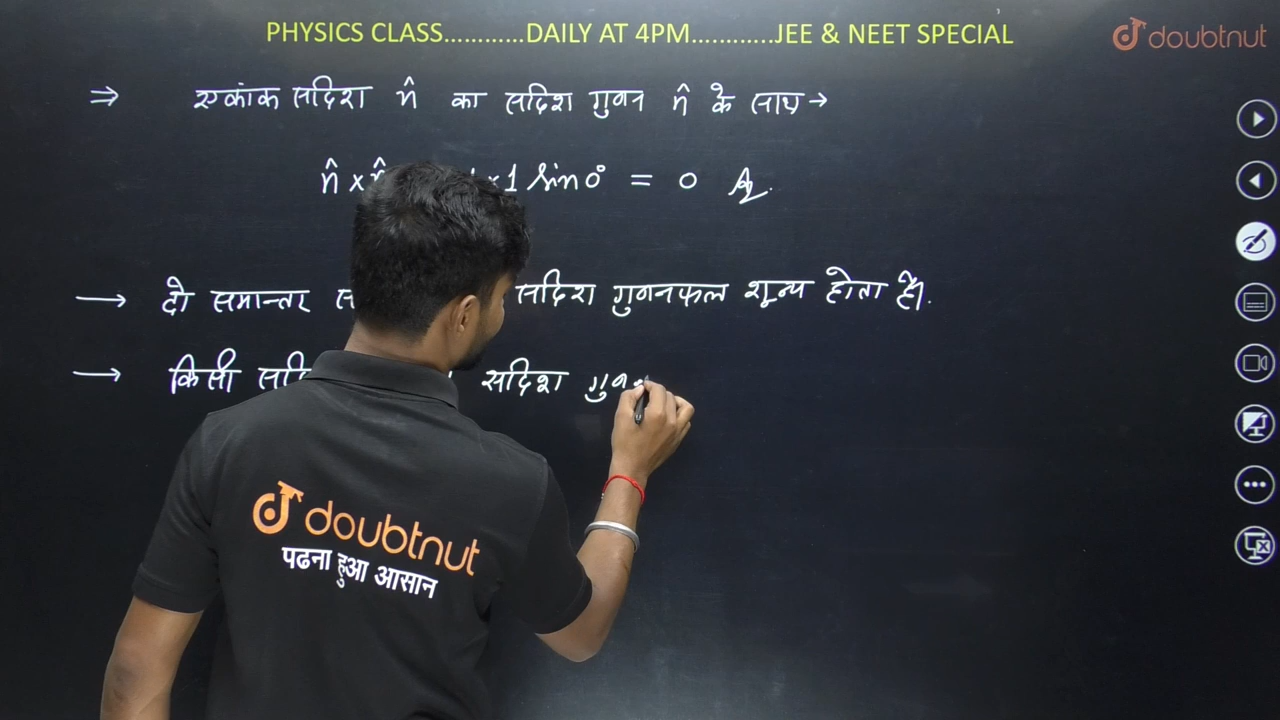 PHYSICS CLASS............DAILY AT 4PM............JEE & NEET SPECIAL
doubtnut
⇒ एकांक सदिश n̂ का सदिश गुणन n̂ के साथ →
n̂ × n̂ × 1 sin 0° = 0
→ दो समान्तर सदिश गुणनफल शून्य होता है।
→ किसी सदिश गुणन
doubtnut
पढना हुआ आसान